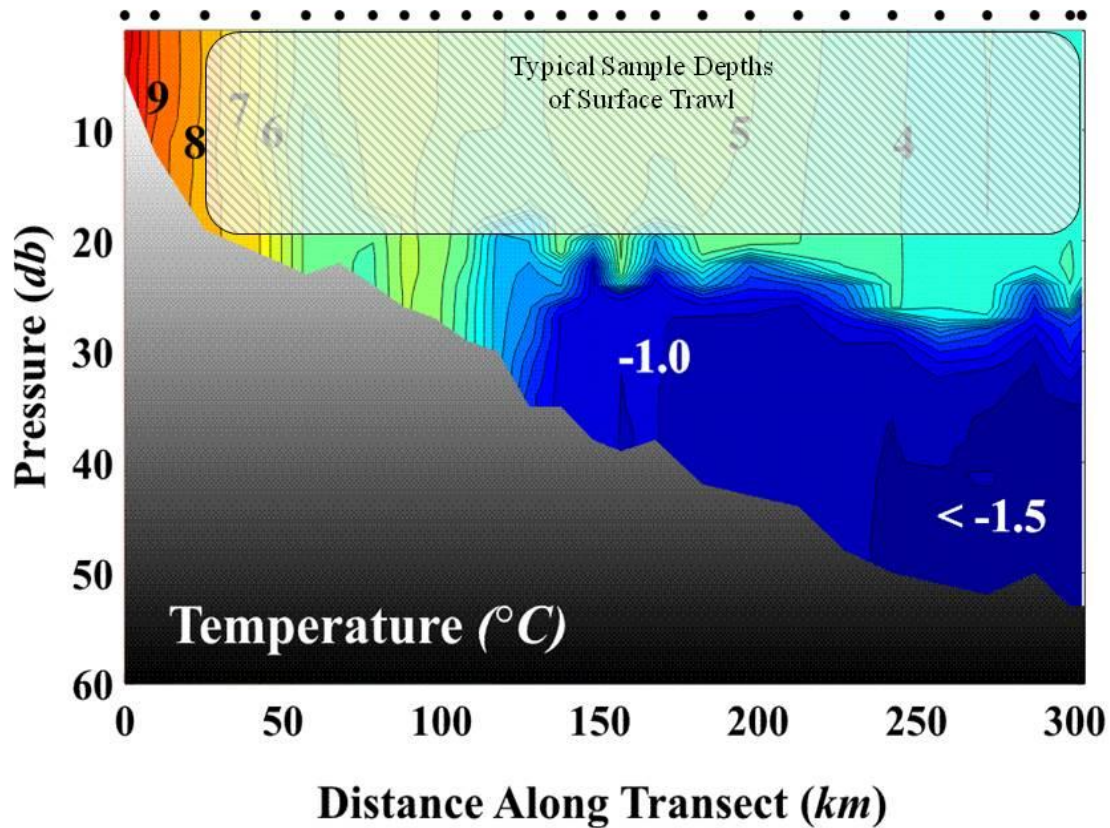 Typical Sample Depths
of Surface Trawl
9
8
7
6
5
4
-1.0
< -1.5
Temperature (°C)
Pressure (db)
10
20
30
40
50
60
0 50 100 150 200 250 300
Distance Along Transect (km)